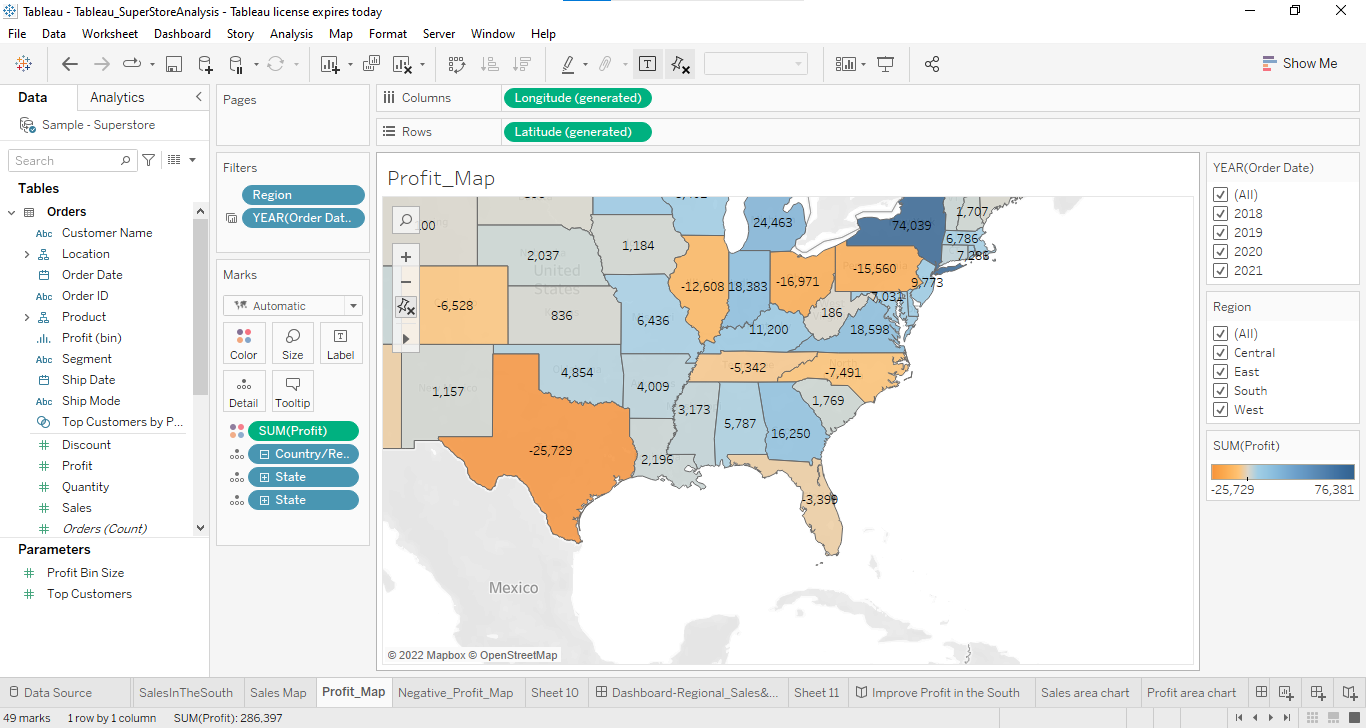 Tableau - Tableau_SuperStoreAnalysis - Tableau license expires today
File Data Worksheet Dashboard Story Analysis Map Format Server Window Help
Show Me
Data Analytics
Sample - Superstore
Search
Tables
Orders
Abc Customer Name
Location
Order Date
Abc Order ID
Product
Profit (bin)
Abc Segment
Ship Date
Abc Ship Mode
Top Customers by P...
Discount
Profit
Quantity
Sales
Orders (Count)
Parameters
Profit Bin Size
Top Customers
Pages
Filters
Region
YEAR(Order Dat..
Marks
Automatic
Color Size Label
Detail Tooltip
SUM(Profit)
Country/Re..
State
State
Columns Longitude (generated)
Rows Latitude (generated)
Profit_Map
24,463 74,039 1,707
1,184 6,786
2,037 7,286
United
States
-15,560
-12,608 18,383 -16,971 9,773
-6,528 7,031
836 6,436 186
11,200 18,598
4,854 -5,342 -7,491
1,157 4,009
3,173 5,787 1,769
16,250
-25,729 2,196
-3,399
Mexico
© 2022 Mapbox © OpenStreetMap
YEAR(Order Date)
(All)
2018
2019
2020
2021
Region
(All)
Central
East
South
West
SUM(Profit)
-25,729 76,381
Data Source SalesInTheSouth Sales Map Profit_Map Negative_Profit_Map Sheet 10 Dashboard-Regional_Sales&... Sheet 11 Improve Profit in the South Sales area chart Profit area chart
49 marks 1 row by 1 column SUM(Profit): 286,397